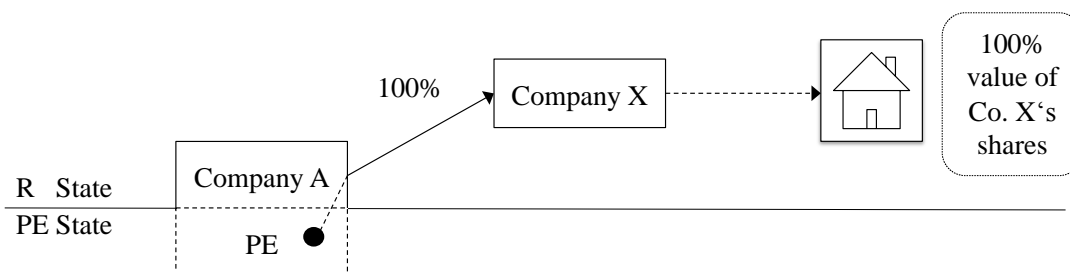 100%
Company X
100%
value of
Co. X‘s
shares
Company A
R State
PE State
PE